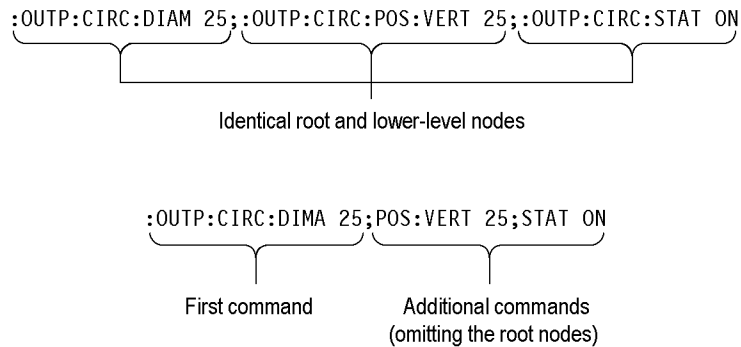 :OUTP:CIRC:DIAM 25;:OUTP:CIRC:POS:VERT 25;:OUTP:CIRC:STAT ON
Identical root and lower-level nodes
:OUTP:CIRC:DIMA 25;POS:VERT 25;STAT ON
First command
Additional commands
(omitting the root nodes)